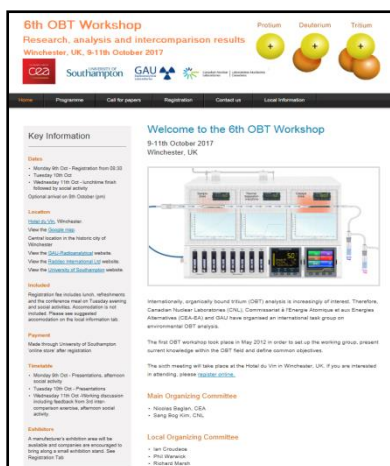 6th OBT Workshop
Research, analysis and intercomparison results
Winchester, UK, 9-11th October 2017
Protium
Deuterium
Tritium
+
+
+
cea
UNIVERSITY OF
Southampton
GAU
Canadian Nuclear
Laboratories
Home
Programme
Call for papers
Registration
Contact us
Local Information
Key Information
Dates
• Monday 9th Oct - Registration from 08.30
• Tuesday 10th Oct
• Wednesday 11th Oct - lunchtime finish
followed by social activity
Optional arrival on 8th October (pm)
Location
Hotel du Vin, Winchester
View the Google map.
Central location in the historic city of
Winchester
View the GAU-Radioanalytical website.
View the Raddec International Ltd website.
View the University of Southampton website.
Included
Registration fee includes lunch, refreshments
and the conference meal on Tuesday evening
and social activities. Accommodation is not
included. Please see suggested
accommodation on the local information tab.
Payment
Made through University of Southampton
'online store' after registration
Timetable
• Monday 9th Oct - Presentations, afternoon
social activity
• Tuesday 10th Oct - Presentations
• Wednesday 11th Oct - Working discussion
including feedback from 3rd inter-
comparison exercise, afternoon social
activity.
Exhibitors
A manufacturer's exhibition area will be
available and companies are encouraged to
bring along a small exhibition stand. See
Registration Tab
Welcome to the 6th OBT Workshop
9-11th October 2017
Winchester, UK
Internationally, organically bound tritium (OBT) analysis is increasingly of interest. Therefore,
Canadian Nuclear Laboratories (CNL), Commissariat à l'Energie Atomique et aux Energies
Alternatives (CEA-EA) and GAU have organised an international task group on
environmental OBT analysis.
The first OBT workshop took place in May 2012 in order to set up the working group, present
current knowledge within the OBT field and define common objectives.
The sixth meeting will take place at the Hotel du Vin in Winchester, UK. If you are interested
in attending, please register online.
Main Organizing Committee
• Nicolas Baglan, CEA
• Sang Bog Kim, CNL
Local Organizing Committee
• Ian Croudace
• Phil Warwick
• Richard Marsh